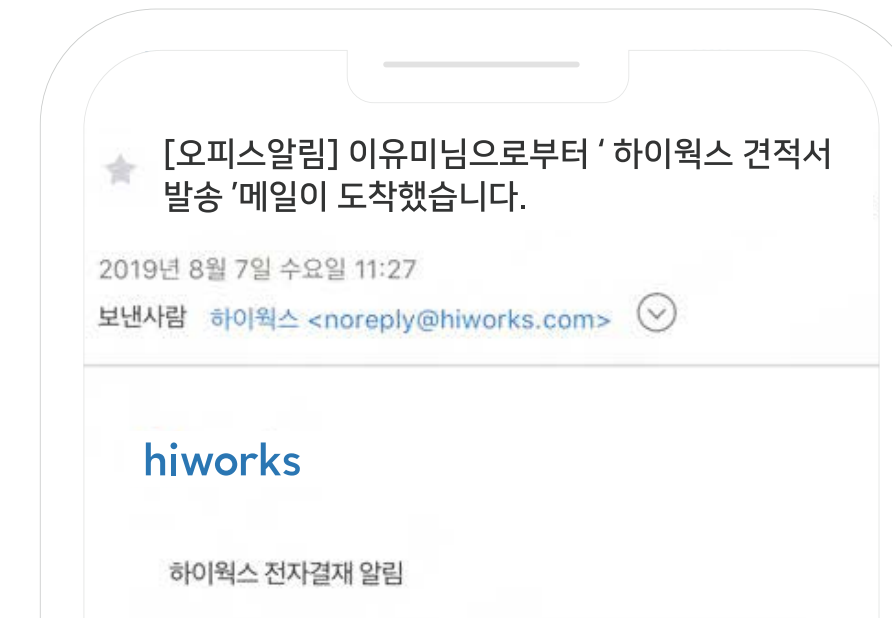 [오피스알림] 이유미님으로부터 ‘ 하이웍스 견적서
발송 ’메일이 도착했습니다.
2019년 8월 7일 수요일 11:27
보낸사람 하이웍스 <noreply@hiworks.com>
hiworks
하이웍스 전자결재 알림